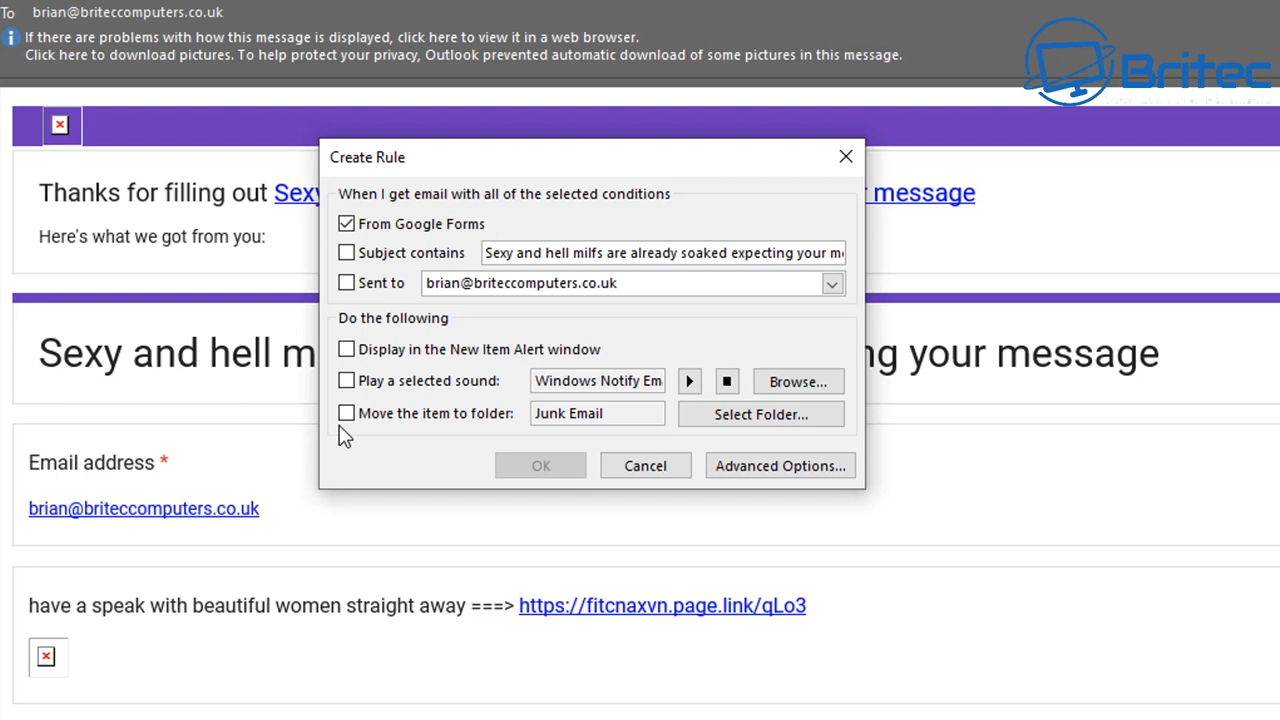 To brian@briteccomputers.co.uk
If there are problems with how this message is displayed, click here to view it in a web browser.
Click here to download pictures. To help protect your privacy, Outlook prevented automatic download of some pictures in this message.
Britec
Create Rule
When I get email with all of the selected conditions
Thanks for filling out Sexy message
From Google Forms
Here's what we got from you:
Subject contains Sexy and hell milfs are already soaked expecting your m
Sent to brian@briteccomputers.co.uk
Do the following
Sexy and hell m ng your message
Display in the New Item Alert window
Play a selected sound: Windows Notify Em Browse...
Move the item to folder: Junk Email Select Folder...
OK Cancel Advanced Options...
Email address *
brian@briteccomputers.co.uk
have a speak with beautiful women straight away ===> https://fitcnaxvn.page.link/qLo3